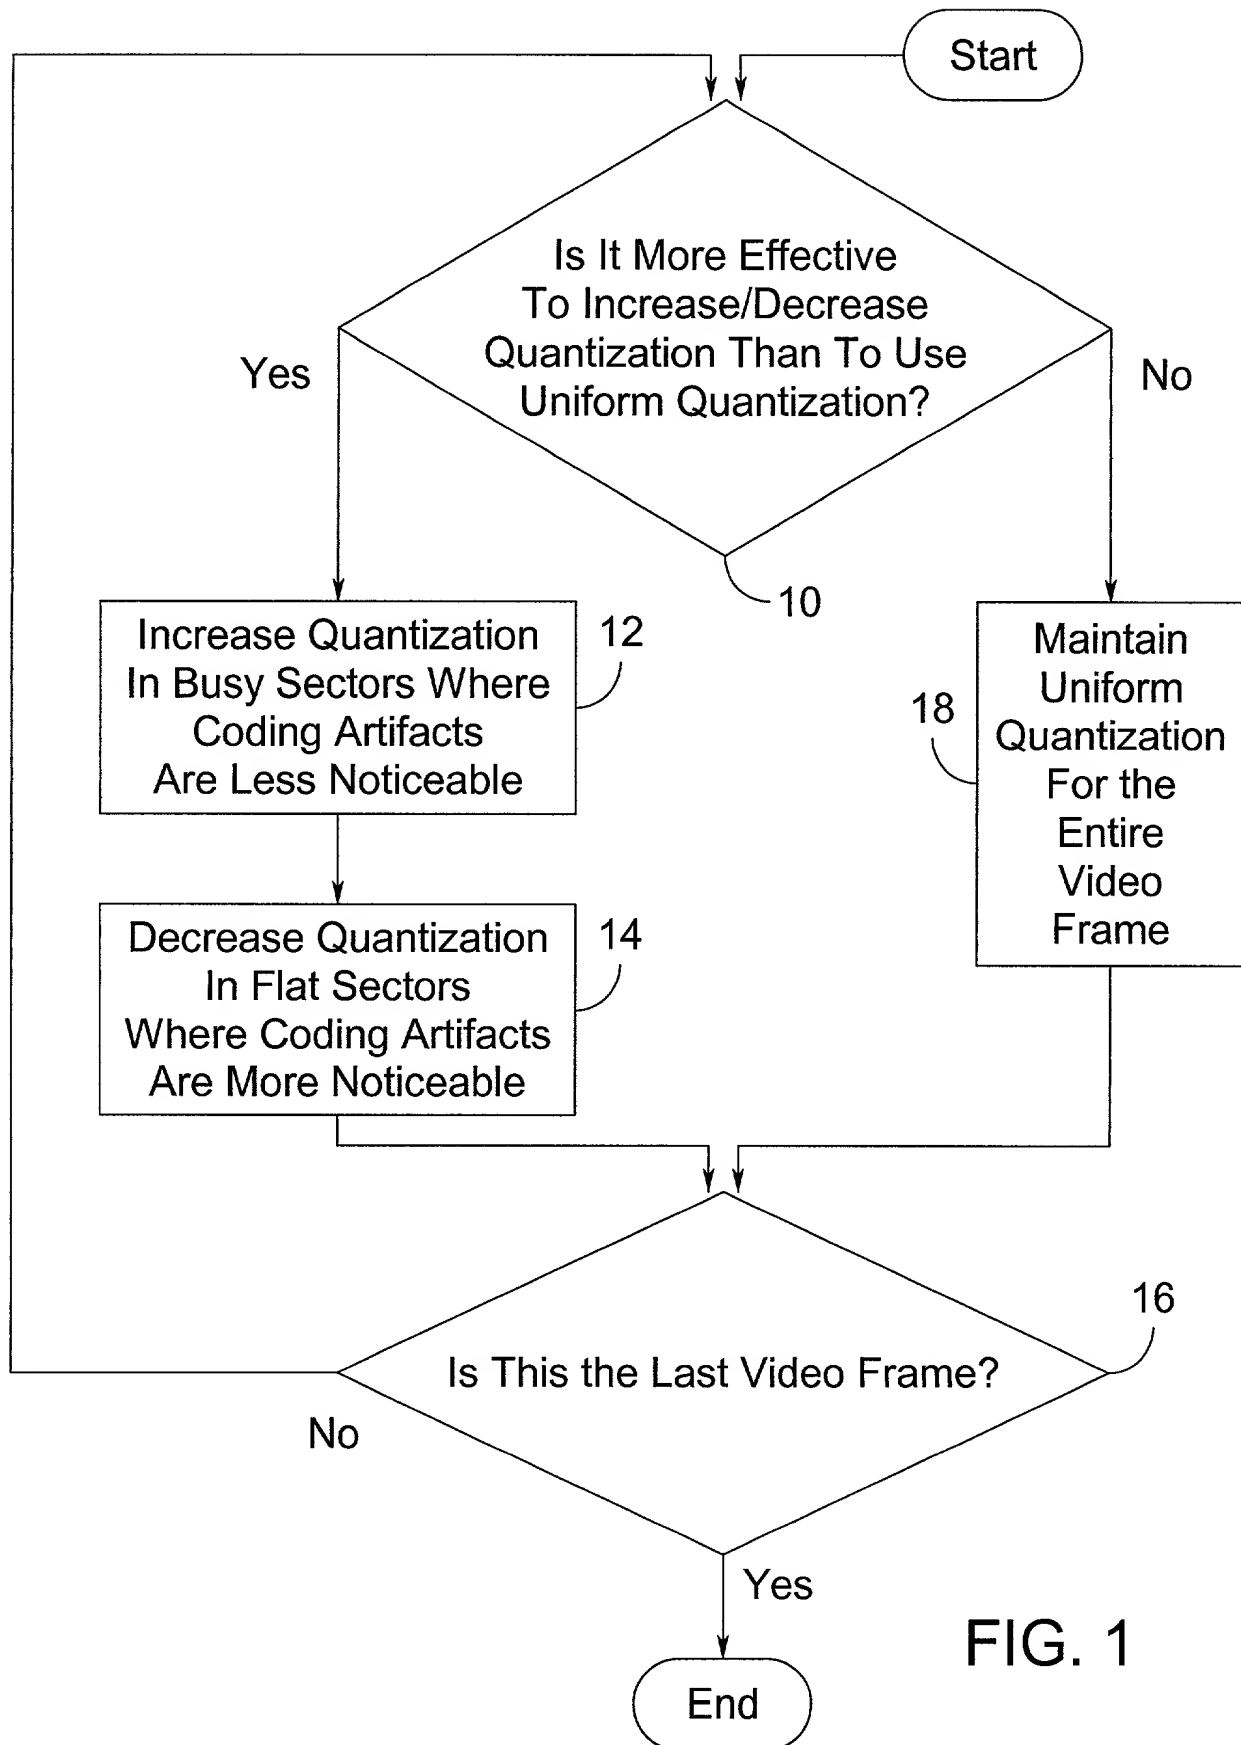 Start
Is It More Effective
To Increase/Decrease
Quantization Than To Use
Uniform Quantization?
Yes
No
10
Increase Quantization
In Busy Sectors Where
Coding Artifacts
Are Less Noticeable
12
Maintain
Uniform
Quantization
For the
Entire
Video
Frame
18
Decrease Quantization
In Flat Sectors
Where Coding Artifacts
Are More Noticeable
14
Is This the Last Video Frame?
16
No
Yes
End
FIG. 1